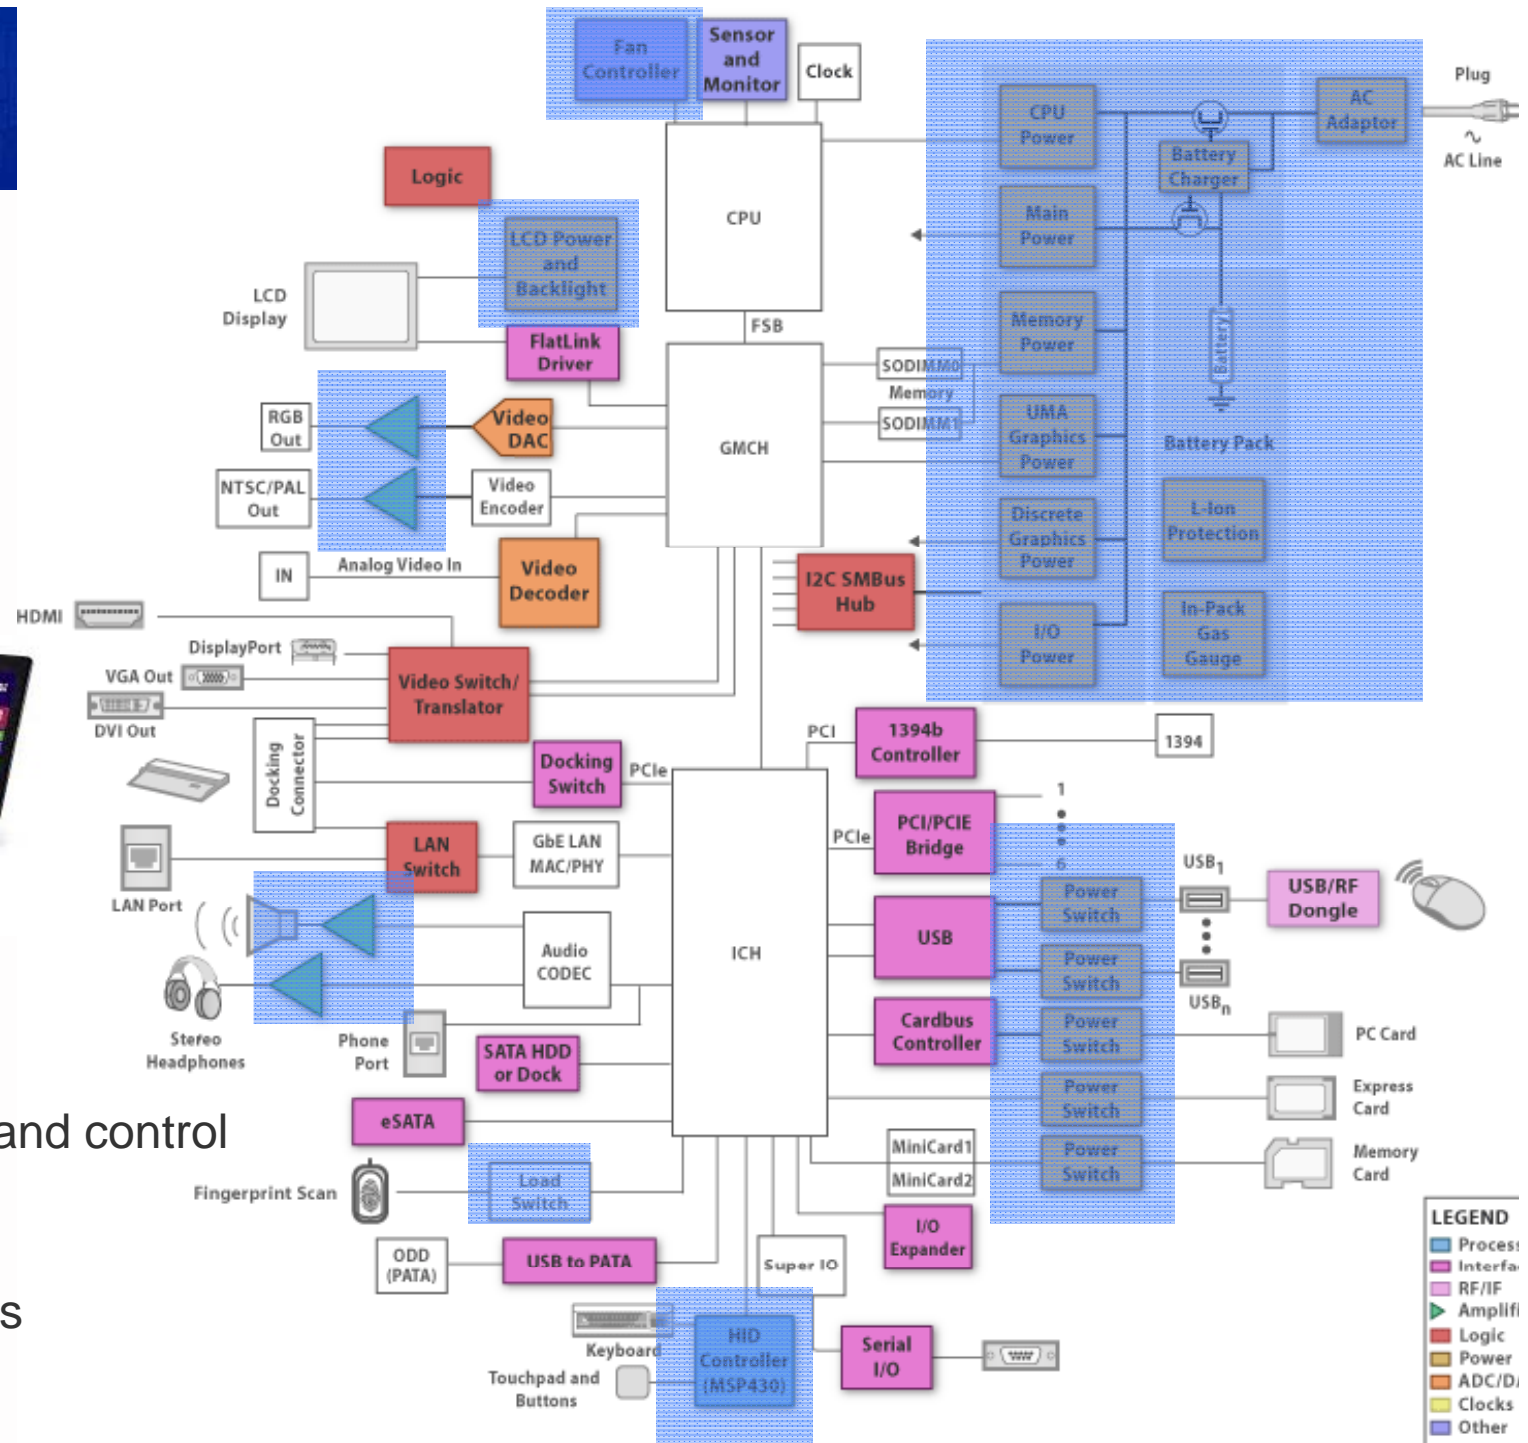 Fan
Controller
Sensor
and
Monitor
Clock
Plug
AC Line
CPU
Power
AC
Adaptor
Battery
Charger
Logic
CPU
Main
Power
LCD Power
and
Backlight
LCD
Display
FSB
FlatLink
Driver
Memory
Power
Battery
SODIMM0
Memory
SODIMM1
RGB
Out
Video
DAC
GMCH
UMA
Graphics
Power
Battery Pack
NTSC/PAL
Out
Video
Encoder
L-Ion
Protection
Discrete
Graphics
Power
IN
Analog Video In
Video
Decoder
I2C SMBus
Hub
In-Pack
Gas
Gauge
I/O
Power
HDMI
DisplayPort
VGA Out
DVI Out
Video Switch/
Translator
Docking
Connector
Docking
Switch
PCIe
PCI
1394b
Controller
1394
PCIe
PCI/PCIE
Bridge
1
6
LAN
Switch
GbE LAN
MAC/PHY
LAN Port
Power
Switch
USB1
USB/RF
Dongle
USB
Audio
CODEC
ICH
Power
Switch
USBn
Stereo
Headphones
Phone
Port
SATA HDD
or Dock
Cardbus
Controller
Power
Switch
PC Card
Power
Switch
Express
Card
eSATA
and control
MiniCard1
MiniCard2
Power
Switch
Memory
Card
Fingerprint Scan
Load
Switch
I/O
Expander
ODD
(PATA)
USB to PATA
Super IO
s
Keyboard
HID
Controller
(MSP430)
Touchpad and
Buttons
Serial
I/O
LEGEND
Process
Interfa
RF/IF
Amplifi
Logic
Power
ADC/DA
Clocks
Other